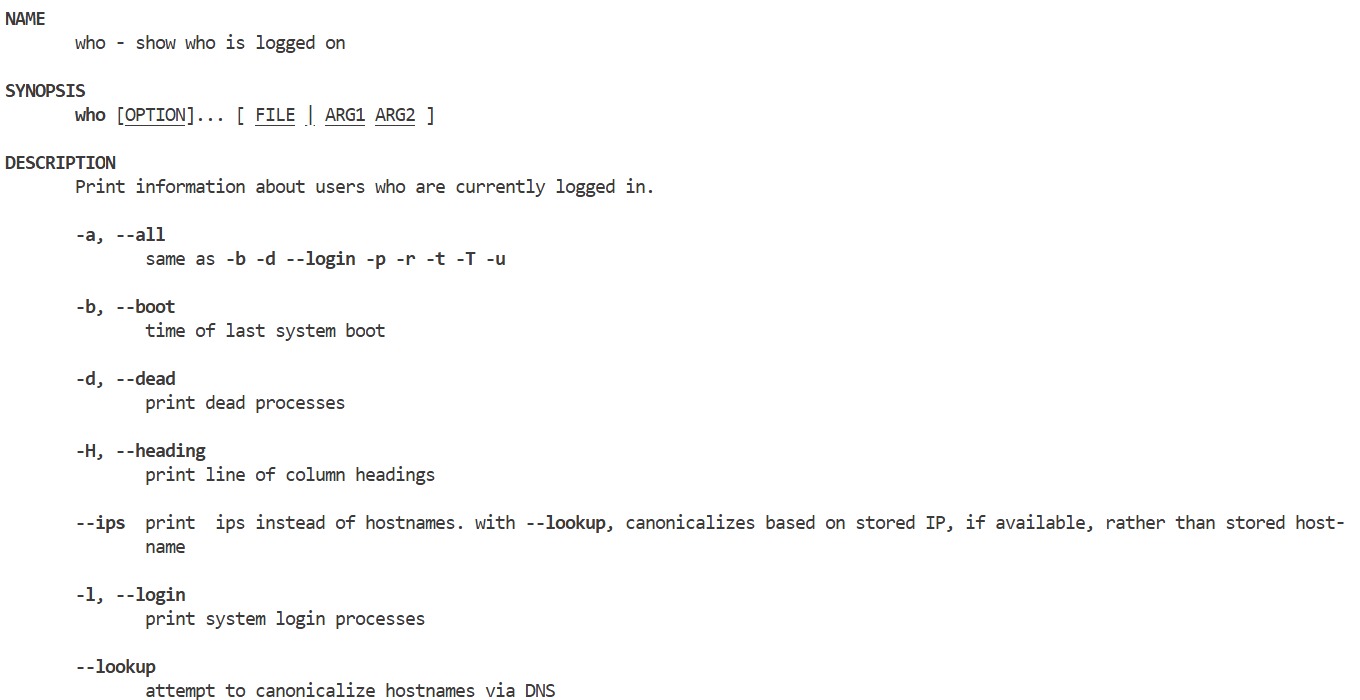 NAME
who - show who is logged on
SYNOPSIS
who [OPTION]... [ FILE | ARG1 ARG2 ]
DESCRIPTION
Print information about users who are currently logged in.
-a, --all
same as -b -d --login -p -r -t -T -u
-b, --boot
time of last system boot
-d, --dead
print dead processes
-H, --heading
print line of column headings
--ips  print  ips instead of hostnames. with --lookup, canonicalizes based on stored IP, if available, rather than stored host-
name
-l, --login
print system login processes
--lookup
attempt to canonicalize hostnames via DNS